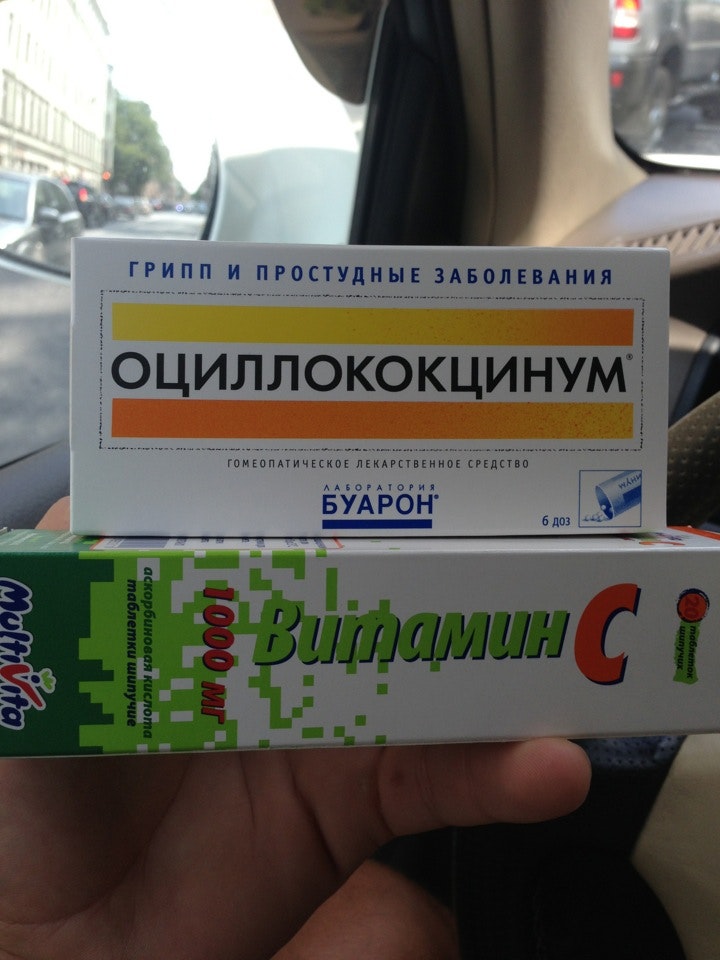 ГРИПП И ПРОСТУДНЫЕ ЗАБОЛЕВАНИЯ
ОЦИЛЛОКОКЦИНУМ®
ГОМЕОПАТИЧЕСКОЕ ЛЕКАРСТВЕННОЕ СРЕДСТВО
ЛАБОРАТОРИЯ
БУАРОН®
6 доз
MultiVita
аскорбиновая кислота
таблетки шипучие
1000 мг
Витамин C
20 таблеток
шипучих